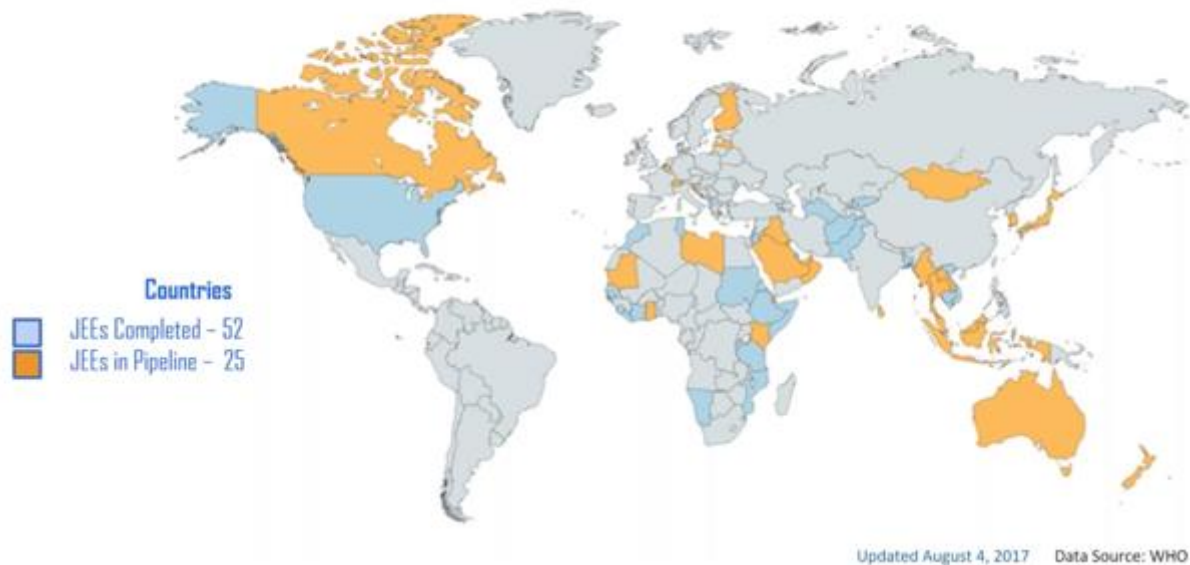 Countries
JEEs Completed – 52
JEEs in Pipeline – 25
Updated August 4, 2017 Data Source: WHO